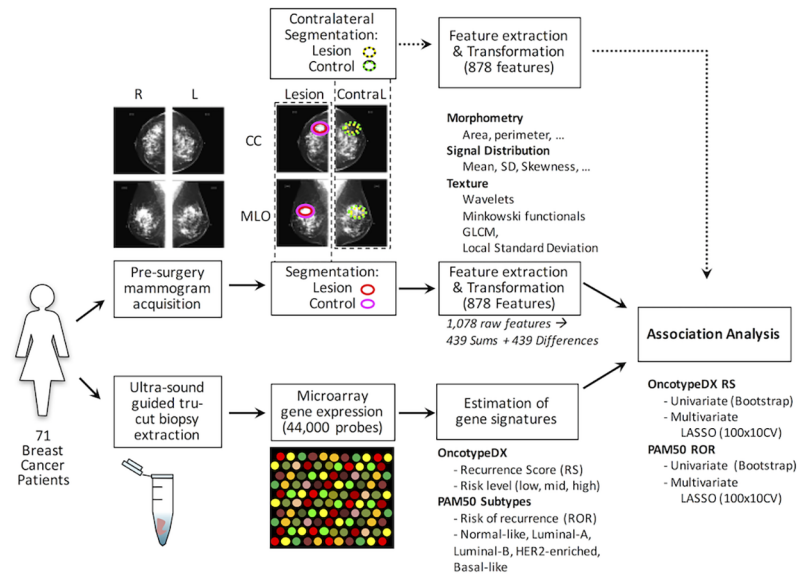 Contralateral
Segmentation:
Lesion
Control
Feature extraction
& Transformation
(878 features)
R
L
Lesion
ContraL
CC
MLO
Morphometry
Area, perimeter, ...
Signal Distribution
Mean, SD, Skewness, ...
Texture
Wavelets
Minkowski functionals
GLCM,
Local Standard Deviation
Pre-surgery
mammogram
acquisition
Segmentation:
Lesion
Control
Feature extraction
& Transformation
(878 Features)
1,078 raw features →
439 Sums + 439 Differences
Association Analysis
OncotypeDX RS
- Univariate (Bootstrap)
- Multivariate
LASSO (100x10CV)
PAM50 ROR
- Univariate (Bootstrap)
- Multivariate
LASSO (100x10CV)
71
Breast
Cancer
Patients
Ultra-sound
guided tru-
cut biopsy
extraction
Microarray
gene expression
(44,000 probes)
Estimation of
gene signatures
OncotypeDX
- Recurrence Score (RS)
- Risk level (low, mid, high)
PAM50 Subtypes
- Risk of recurrence (ROR)
- Normal-like, Luminal-A,
Luminal-B, HER2-enriched,
Basal-like